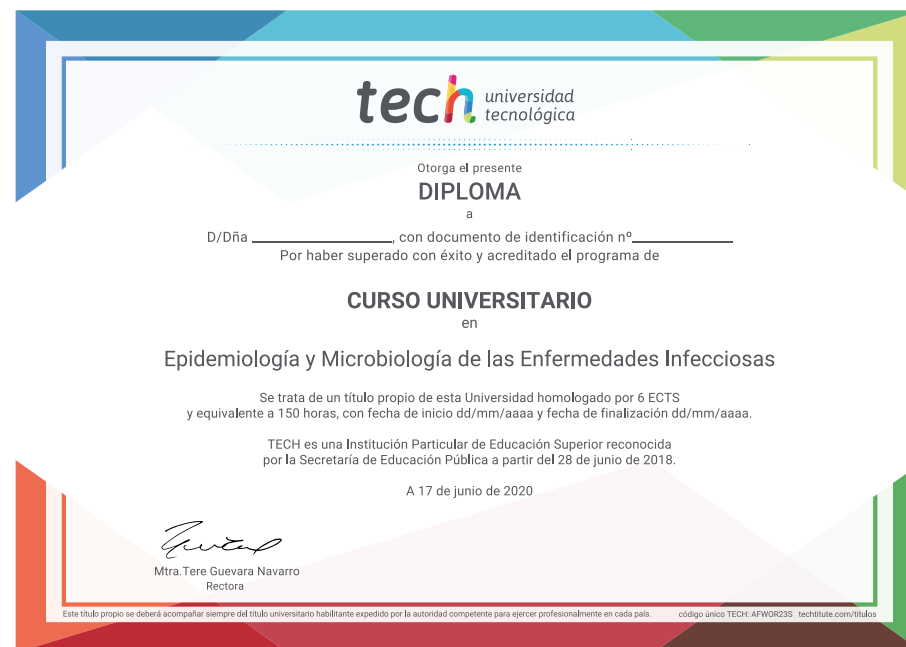 tech universidad
tecnológica
Otorga el presente
DIPLOMA
a
D/Dña ____________________, con documento de identificación nº______________
Por haber superado con éxito y acreditado el programa de
CURSO UNIVERSITARIO
en
Epidemiología y Microbiología de las Enfermedades Infecciosas
Se trata de un título propio de esta Universidad homologado por 6 ECTS
y equivalente a 150 horas, con fecha de inicio dd/mm/aaaa y fecha de finalización dd/mm/aaaa.
TECH es una Institución Particular de Educación Superior reconocida
por la Secretaría de Educación Pública a partir del 28 de junio de 2018.
A 17 de junio de 2020
Mtra.Tere Guevara Navarro
Rectora
Este título propio se deberá acompañar siempre del título universitario habilitante expedido por la autoridad competente para ejercer profesionalmente en cada país. código único TECH: AFWOR23S techtitute.com/titulos